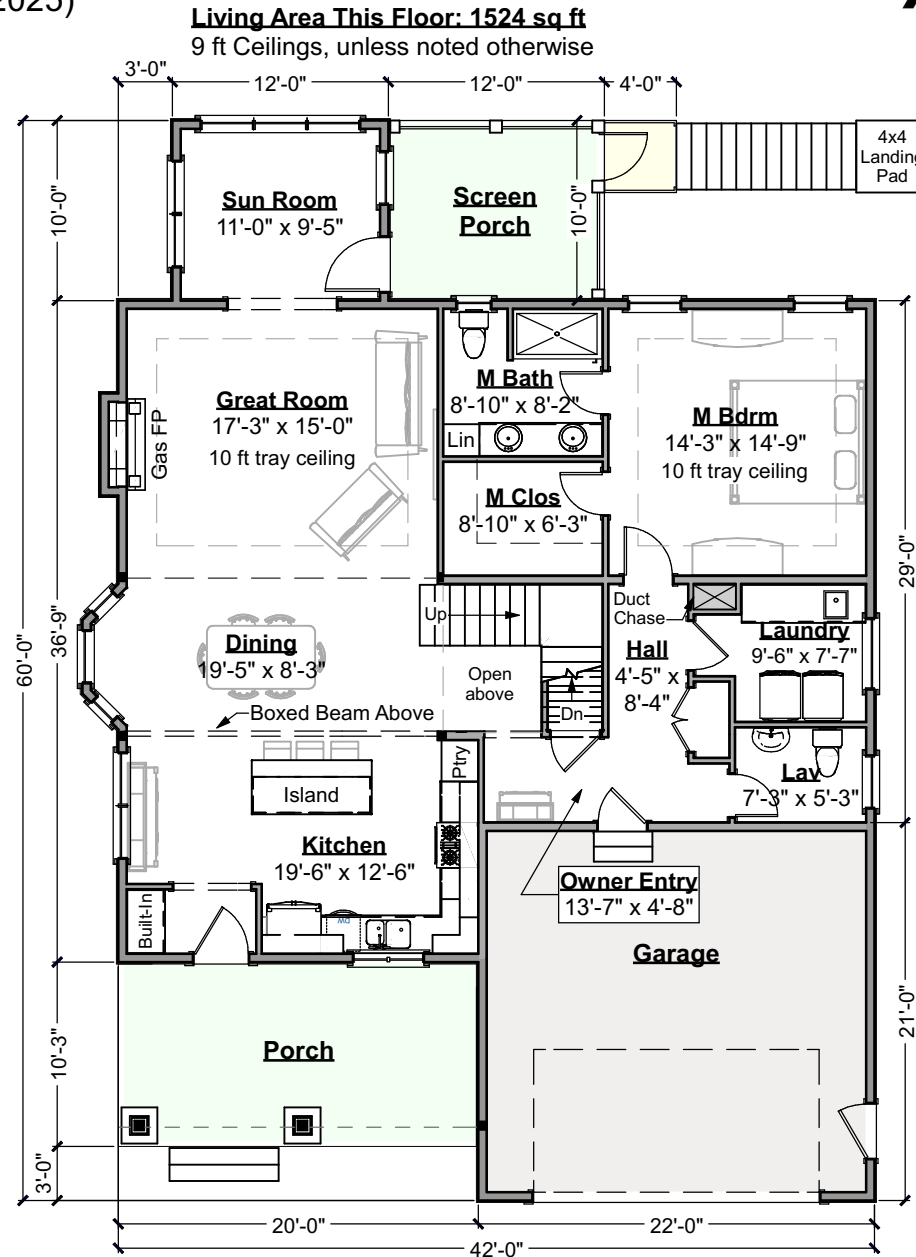 2025)
Living Area This Floor: 1524 sq ft
9 ft Ceilings, unless noted otherwise
3'-0"
12'-0"
12'-0"
4'-0"
4x4
Landing
Pad
10'-0"
Sun Room
11'-0" x 9'-5"
Screen
Porch
10'-0"
Great Room
17'-3" x 15'-0"
10 ft tray ceiling
Gas FP
M Bath
8'-10" x 8'-2"
Lin
M Clos
8'-10" x 6'-3"
M Bdrm
14'-3" x 14'-9"
10 ft tray ceiling
29'-0"
60'-0"
36'-9"
Up
Duct
Chase
Dining
19'-5" x 8'-3"
Open
above
Dn
Hall
4'-5" x
8'-4"
Laundry
9'-6" x 7'-7"
Boxed Beam Above
Ptry
Island
Lav
7'-3" x 5'-3"
Kitchen
19'-6" x 12'-6"
Owner Entry
13'-7" x 4'-8"
Built-In
DW
Garage
21'-0"
10'-3"
Porch
3'-0"
20'-0"
22'-0"
42'-0"